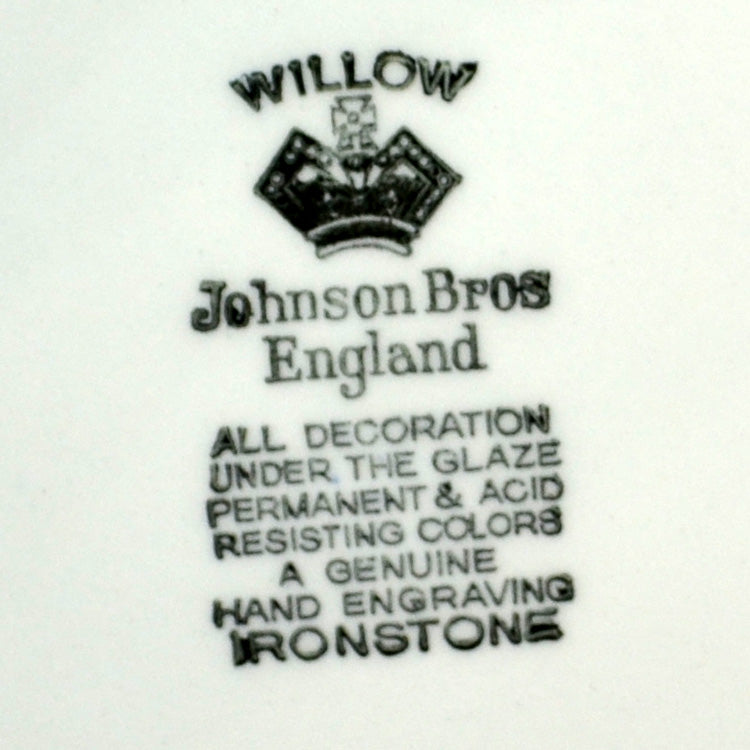 WILLOW
Johnson Bros
England
ALL DECORATION
UNDER THE GLAZE
PERMANENT & ACID
RESISTING COLORS
A GENUINE
HAND ENGRAVING
IRONSTONE